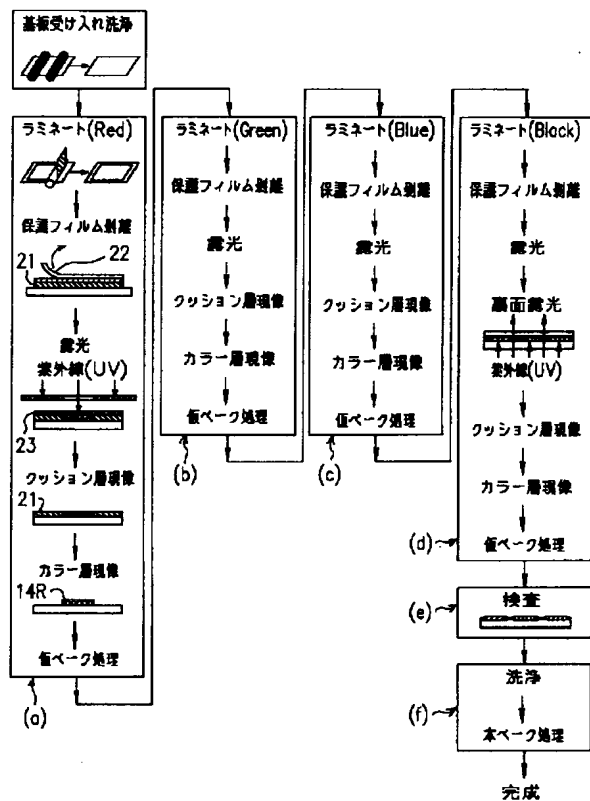 基板受け入れ洗浄
ラミネート(Red)
保護フィルム剥離
21
22
露光
紫外線(UV)
23
クッション層現像
21
カラー層現像
14R
仮ベーク処理
(a)
ラミネート(Green)
保護フィルム剥離
露光
クッション層現像
カラー層現像
仮ベーク処理
(b)
ラミネート(Blue)
保護フィルム剥離
露光
クッション層現像
カラー層現像
仮ベーク処理
(c)
ラミネート(Black)
保護フィルム剥離
露光
裏面露光
紫外線(UV)
クッション層現像
カラー層現像
仮ベーク処理
(d)
検査
(e)
洗浄
本ベーク処理
(f)
完成